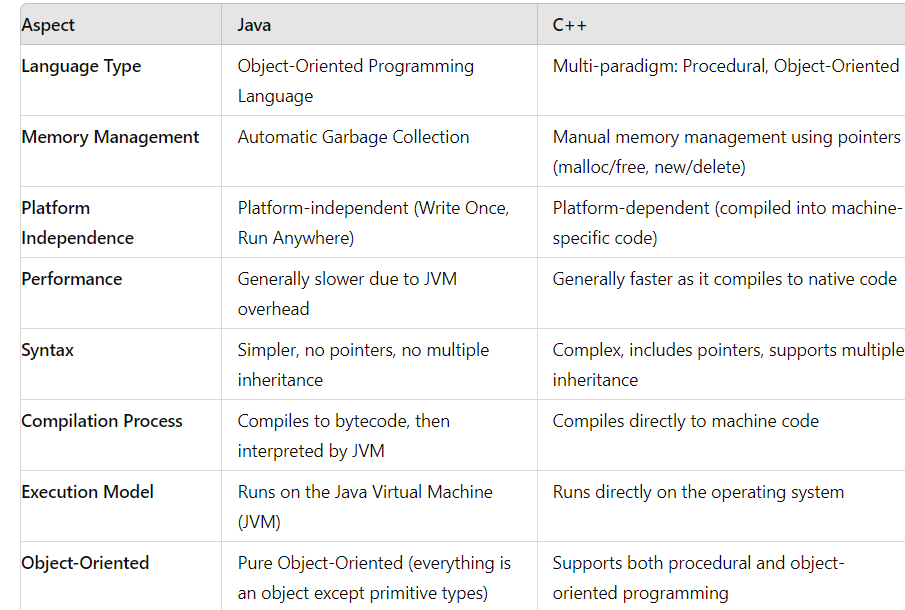 Aspect Java C++
Language Type Object-Oriented Programming Multi-paradigm: Procedural, Object-Oriented
Language
Memory Management Automatic Garbage Collection Manual memory management using pointers
(malloc/free, new/delete)
Platform Platform-independent (Write Once, Platform-dependent (compiled into machine-
Independence Run Anywhere) specific code)
Performance Generally slower due to JVM Generally faster as it compiles to native code
overhead
Syntax Simpler, no pointers, no multiple Complex, includes pointers, supports multiple
inheritance inheritance
Compilation Process Compiles to bytecode, then Compiles directly to machine code
interpreted by JVM
Execution Model Runs on the Java Virtual Machine Runs directly on the operating system
(JVM)
Object-Oriented Pure Object-Oriented (everything is Supports both procedural and object-
an object except primitive types) oriented programming